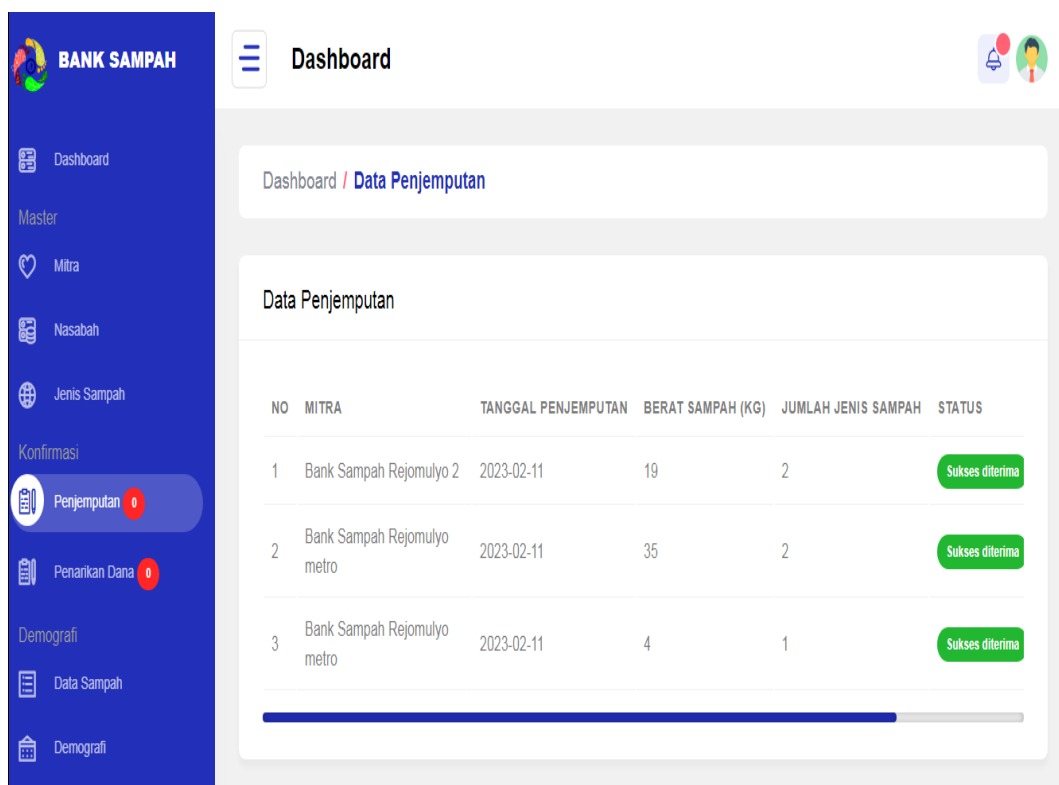 BANK SAMPAH
Dashboard
Dashboard
Master
Mitra
Nasabah
Jenis Sampah
Konfirmasi
Penjemputan 0
Penarikan Dana 0
Demografi
Data Sampah
Demografi
Dashboard / Data Penjemputan
Data Penjemputan
NO MITRA TANGGAL PENJEMPUTAN BERAT SAMPAH (KG) JUMLAH JENIS SAMPAH STATUS
1 Bank Sampah Rejomulyo 2 2023-02-11 19 2 Sukses diterima
2 Bank Sampah Rejomulyo metro 2023-02-11 35 2 Sukses diterima
3 Bank Sampah Rejomulyo metro 2023-02-11 4 1 Sukses diterima